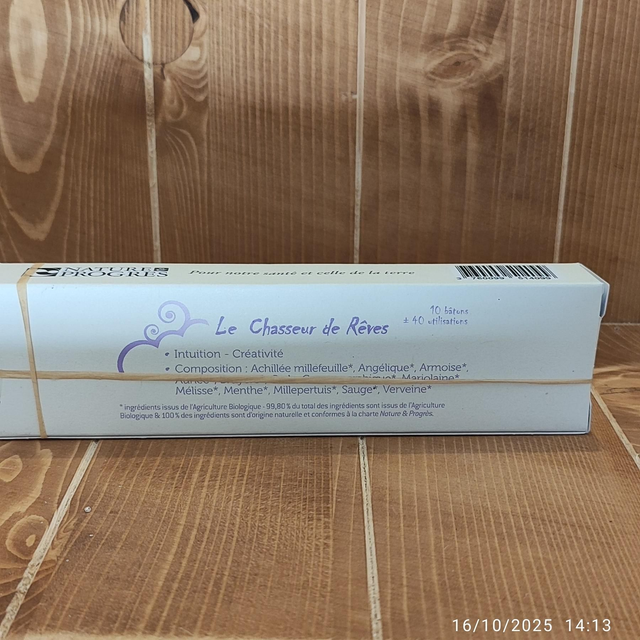 NATURE & PROGRÈS
Pour notre santé et celle de la terre
Le Chasseur de Rêves
10 bâtons
± 40 utilisations
• Intuition - Créativité
• Composition : Achillée millefeuille*, Angélique*, Armoise*,
Marjolaine*,
Mélisse*, Menthe*, Millepertuis*, Sauge*, Verveine*
* ingrédients issus de l'Agriculture Biologique - 99,80 % du total des ingrédients sont issus de l'Agriculture
Biologique & 100 % des ingrédients sont d'origine naturelle et conformes à la charte Nature & Progrès.
16/10/2025 14:13